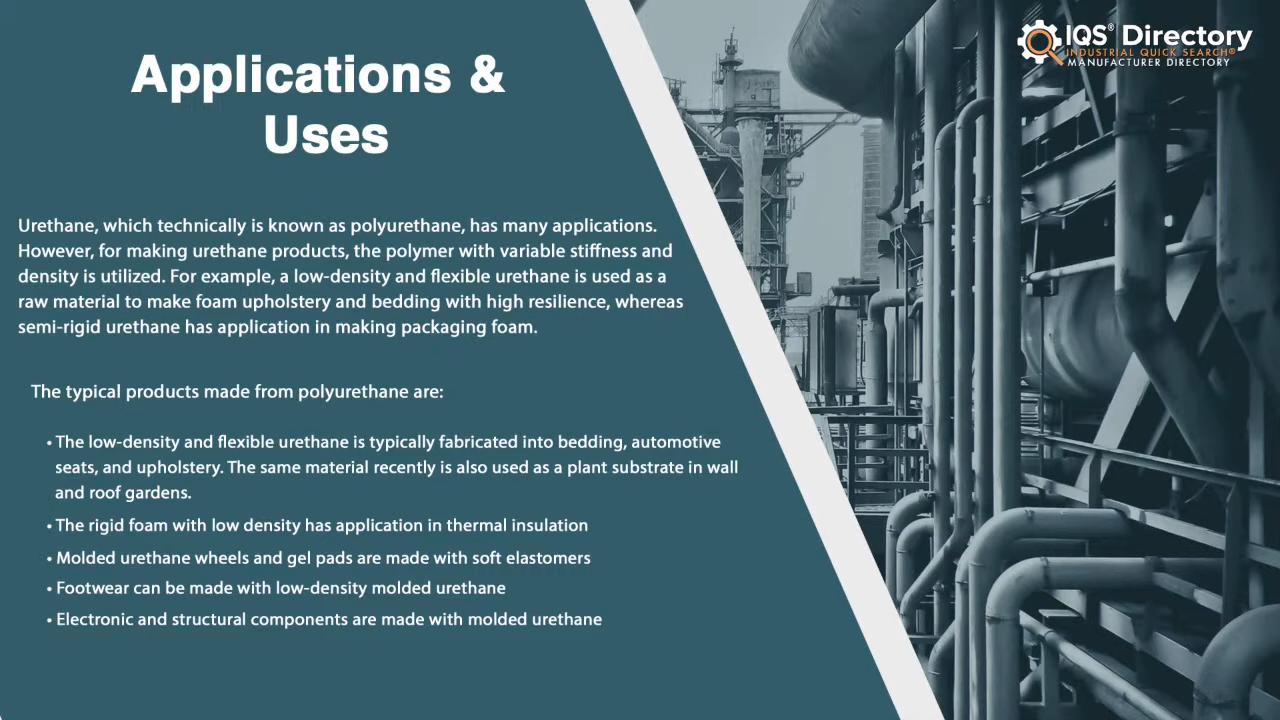 Applications &
Uses
IQS® Directory
INDUSTRIAL QUICK SEARCH®
MANUFACTURER DIRECTORY
Urethane, which technically is known as polyurethane, has many applications.
However, for making urethane products, the polymer with variable stiffness and
density is utilized. For example, a low-density and flexible urethane is used as a
raw material to make foam upholstery and bedding with high resilience, whereas
semi-rigid urethane has application in making packaging foam.
The typical products made from polyurethane are:
• The low-density and flexible urethane is typically fabricated into bedding, automotive
seats, and upholstery. The same material recently is also used as a plant substrate in wall
and roof gardens.
• The rigid foam with low density has application in thermal insulation
• Molded urethane wheels and gel pads are made with soft elastomers
• Footwear can be made with low-density molded urethane
• Electronic and structural components are made with molded urethane